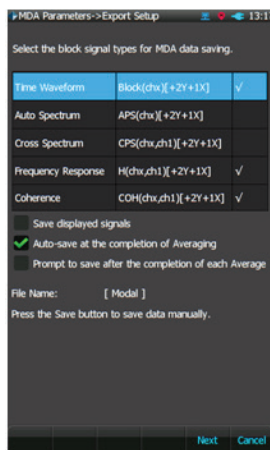 MDA Parameters->Export Setup 13:1
Select the block signal types for MDA data saving.
Time Waveform Block(chx)[+2Y+1X] √
Auto Spectrum APS(chx)[+2Y+1X]
Cross Spectrum CPS(chx,ch1)[+2Y+1X]
Frequency Response H(chx,ch1)[+2Y+1X] √
Coherence COH(chx,ch1)[+2Y+1X] √
Save displayed signals
Auto-save at the completion of Averaging
Prompt to save after the completion of each Average
File Name: [ Modal ]
Press the Save button to save data manually.
Next Cancel